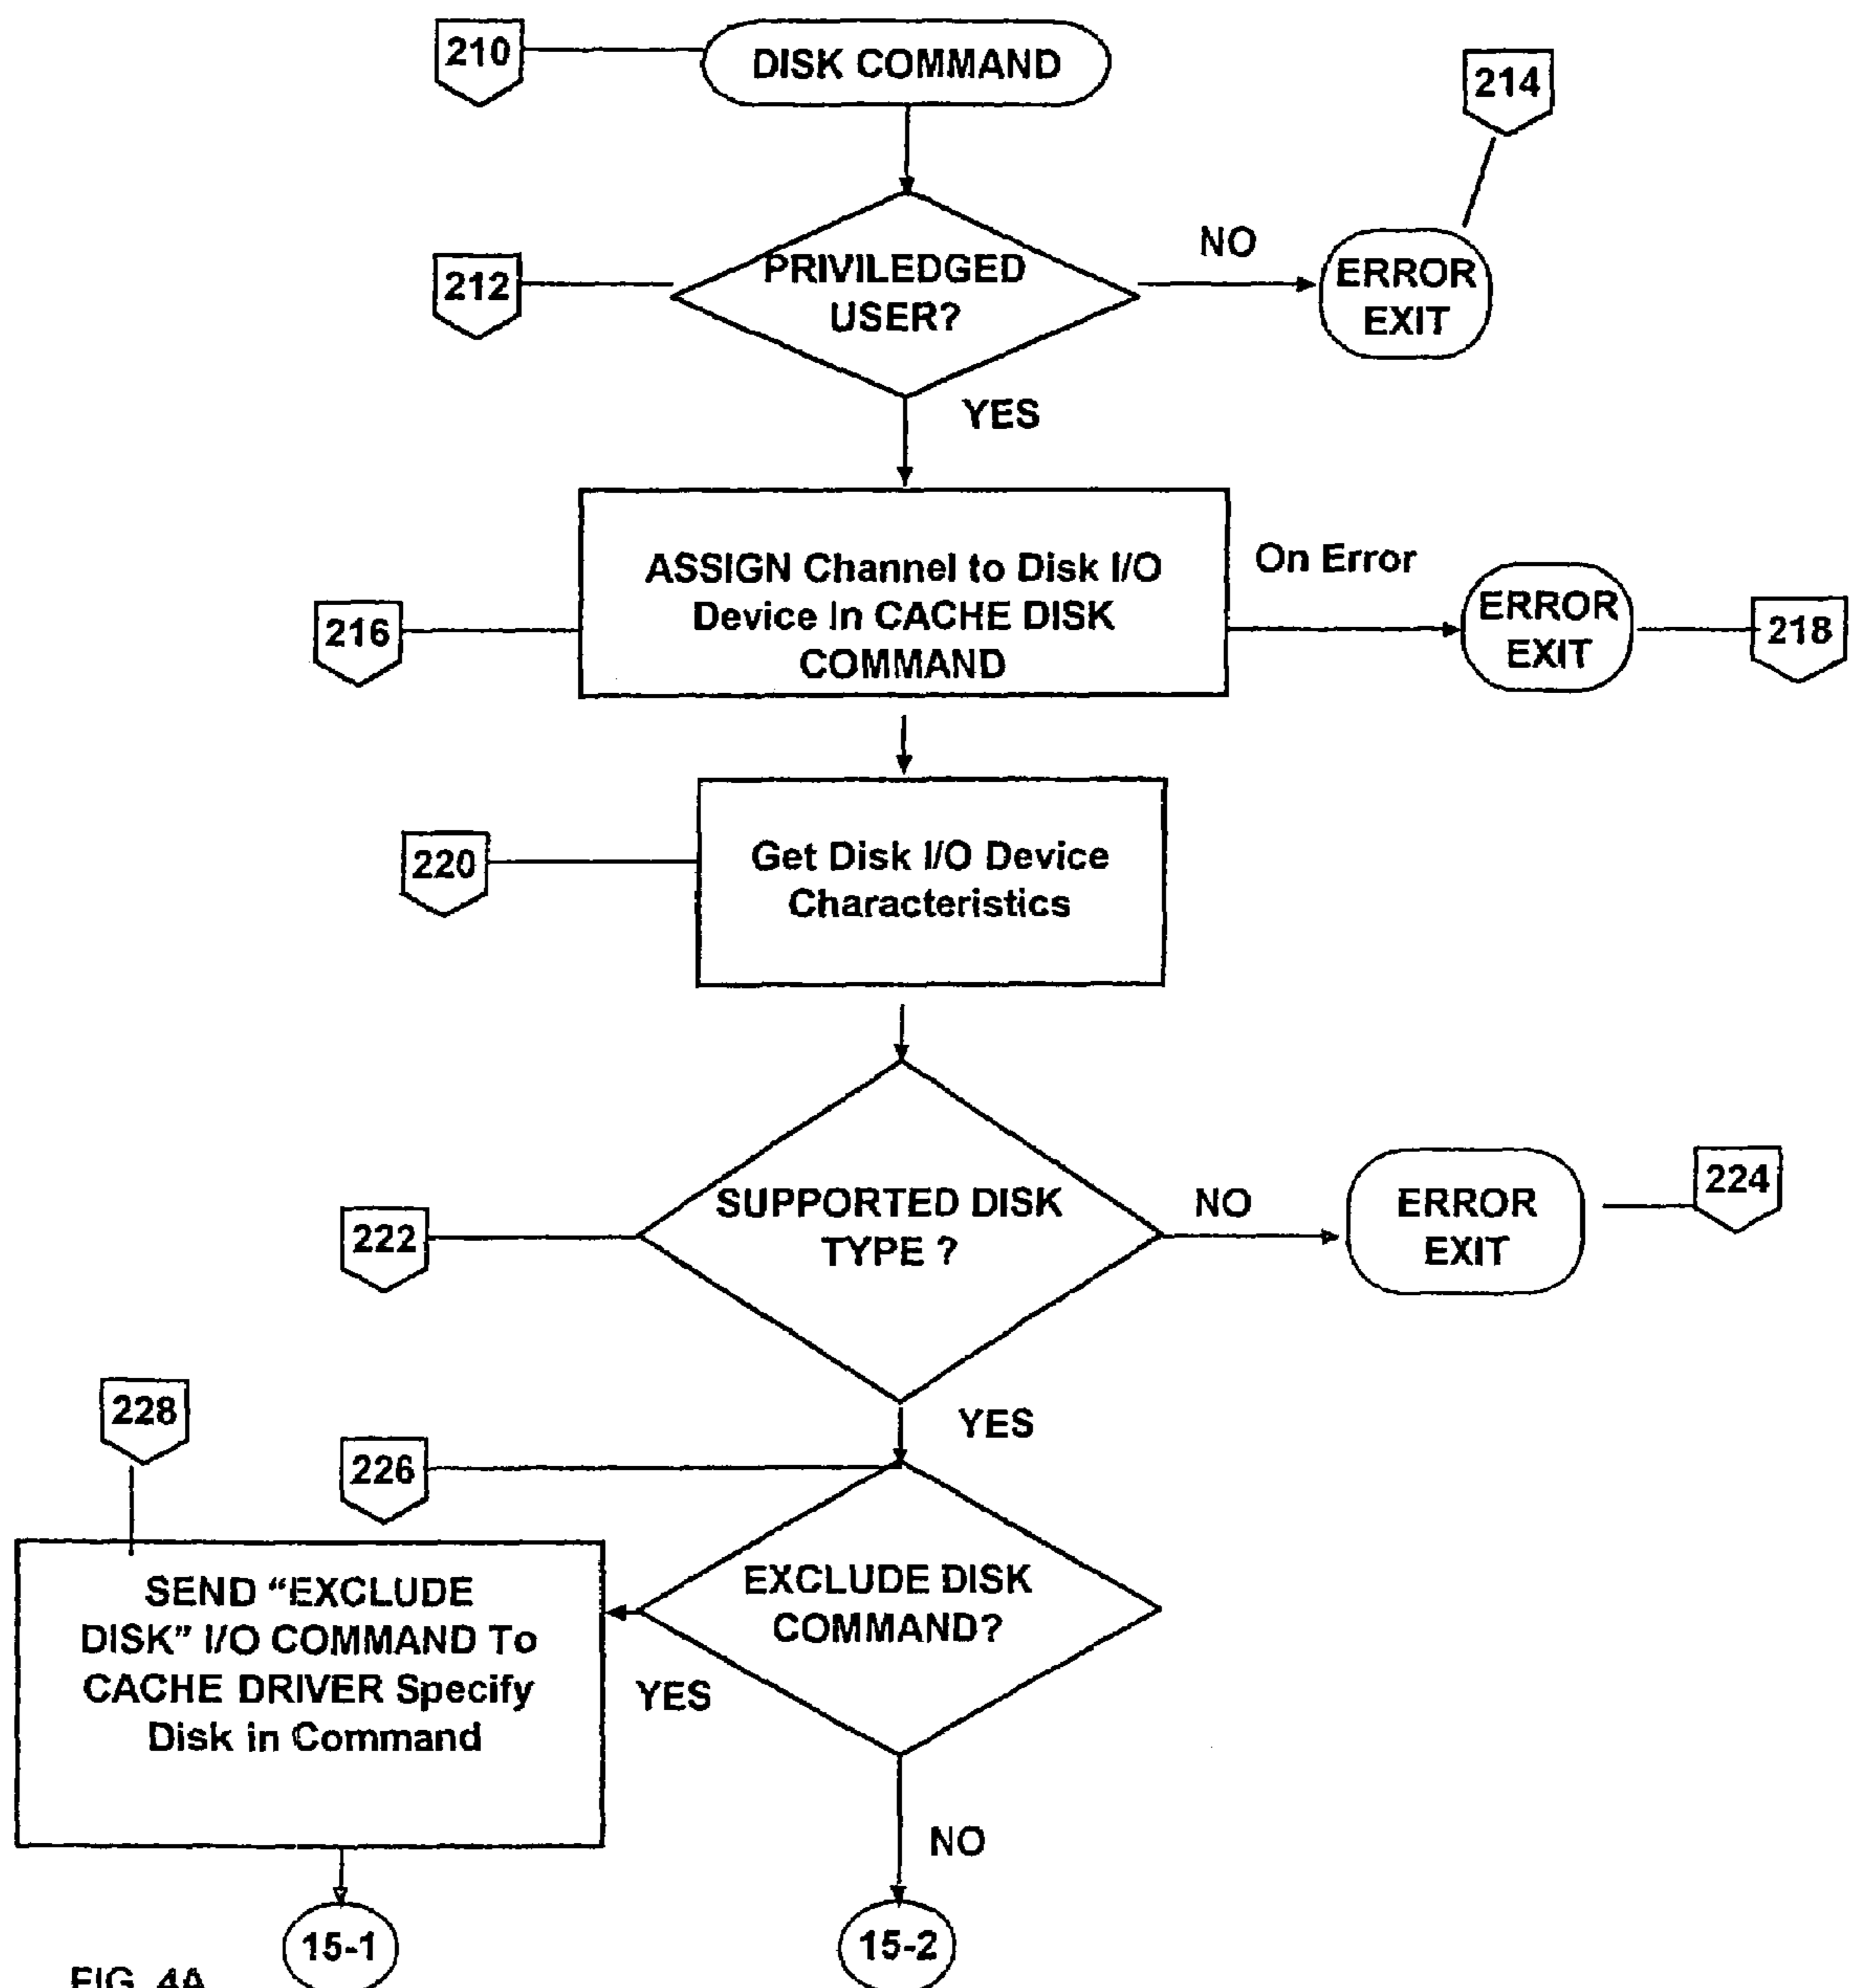 210
DISK COMMAND
214
212
PRIVILEDGED
USER?
NO
ERROR
EXIT
YES
216
ASSIGN Channel to Disk I/O
Device In CACHE DISK
COMMAND
On Error
ERROR
EXIT
218
220
Get Disk I/O Device
Characteristics
222
SUPPORTED DISK
TYPE ?
NO
ERROR
EXIT
224
YES
228
226
EXCLUDE DISK
COMMAND?
SEND “EXCLUDE
DISK” I/O COMMAND To
CACHE DRIVER Specify
Disk in Command
YES
NO
15-1
15-2
FIG. 4A